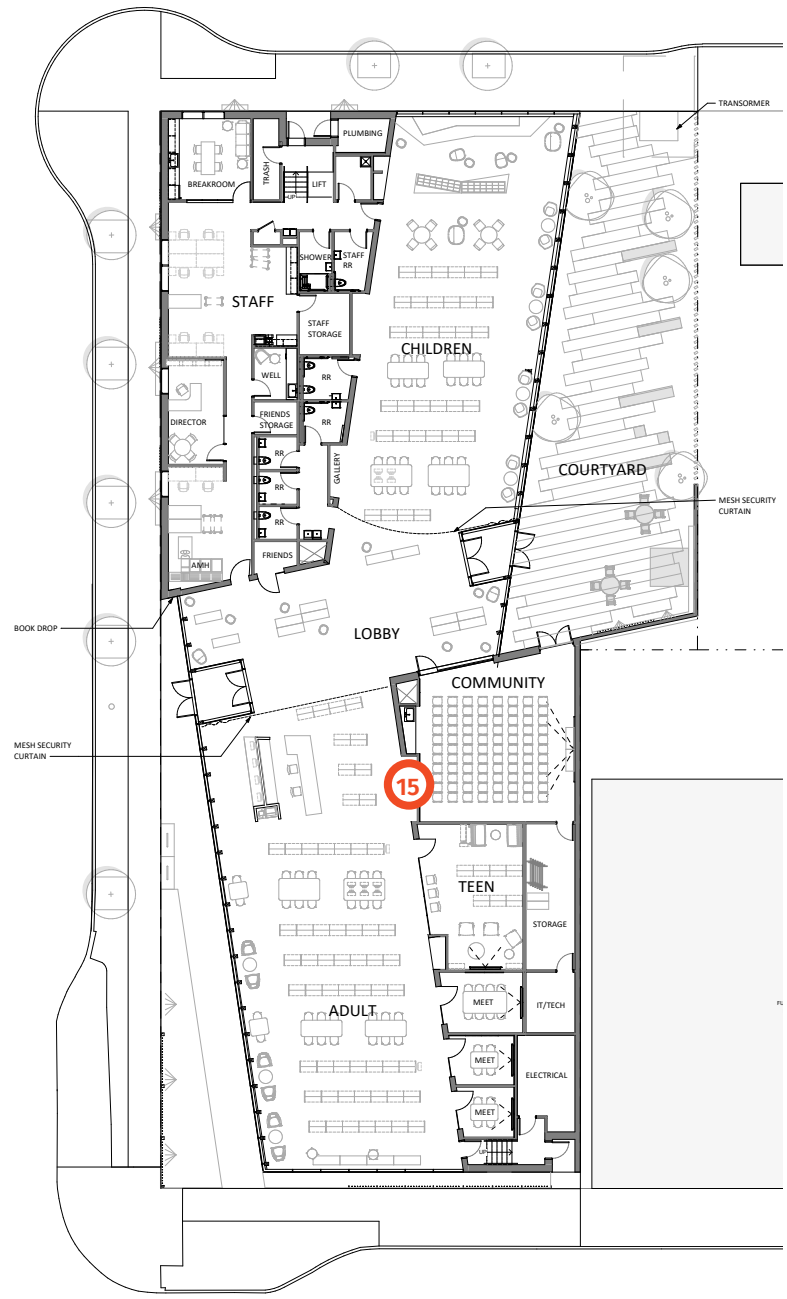 TRANSORMER
PLUMBING
TRASH
BREAKROOM
LIFT
UP
SHOWER
STAFF
RR
STAFF
STAFF
STORAGE
CHILDREN
WELL
RR
DIRECTOR
FRIENDS
STORAGE
RR
RR
GALLERY
COURTYARD
RR
MESH SECURITY
CURTAIN
RR
FRIENDS
AMH
BOOK DROP
LOBBY
COMMUNITY
MESH SECURITY
CURTAIN
15
TEEN
STORAGE
MEET
IT/TECH
ADULT
MEET
ELECTRICAL
MEET
UP